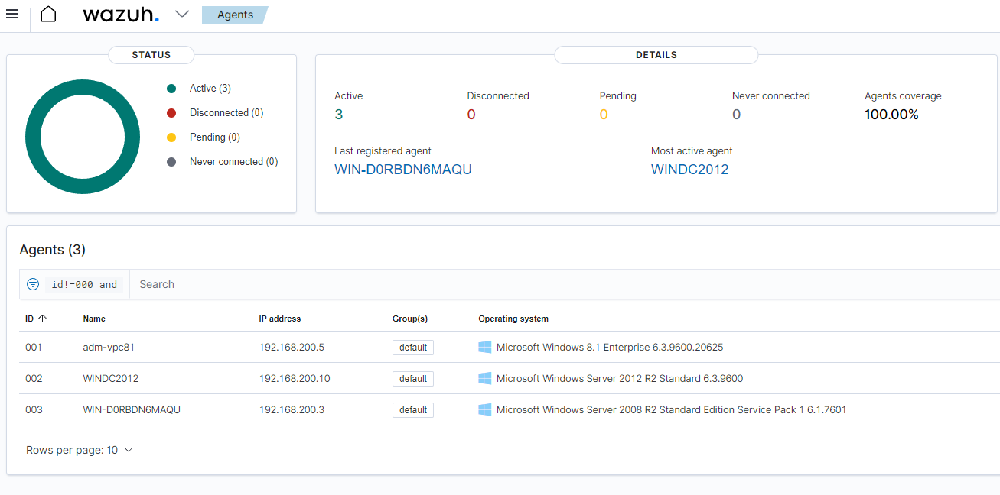 wazuh. Agents
STATUS
Active (3)
Disconnected (0)
Pending (0)
Never connected (0)
DETAILS
Active Disconnected Pending Never connected Agents coverage
3 0 0 0 100.00%
Last registered agent Most active agent
WIN-D0RBDN6MAQU WINDC2012
Agents (3)
id!=000 and Search
ID Name IP address Group(s) Operating system
001 adm-vpc81 192.168.200.5 default Microsoft Windows 8.1 Enterprise 6.3.9600.20625
002 WINDC2012 192.168.200.10 default Microsoft Windows Server 2012 R2 Standard 6.3.9600
003 WIN-D0RBDN6MAQU 192.168.200.3 default Microsoft Windows Server 2008 R2 Standard Edition Service Pack 1 6.1.7601
Rows per page: 10